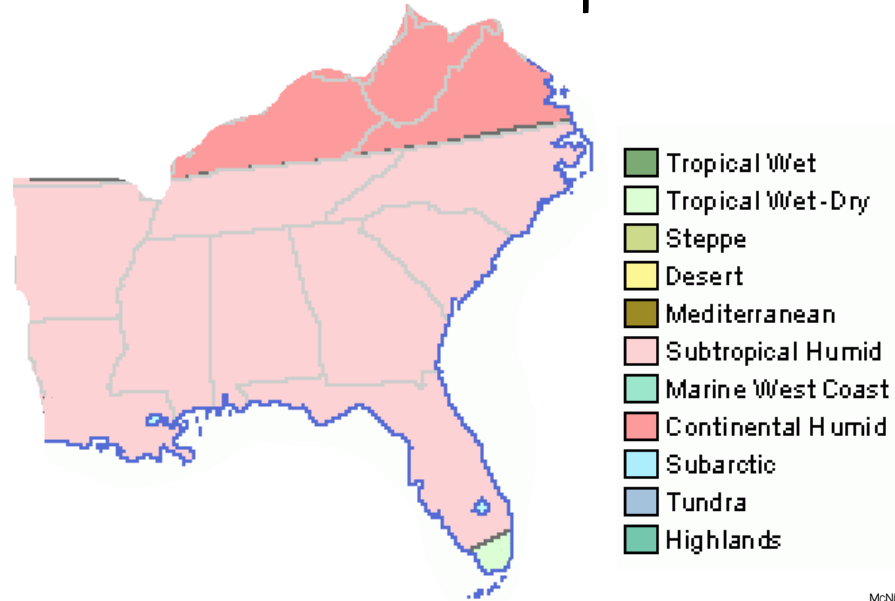 Tropical Wet
Tropical Wet-Dry
Steppe
Desert
Mediterranean
Subtropical Humid
Marine West Coast
Continental Humid
Subarctic
Tundra
Highlands